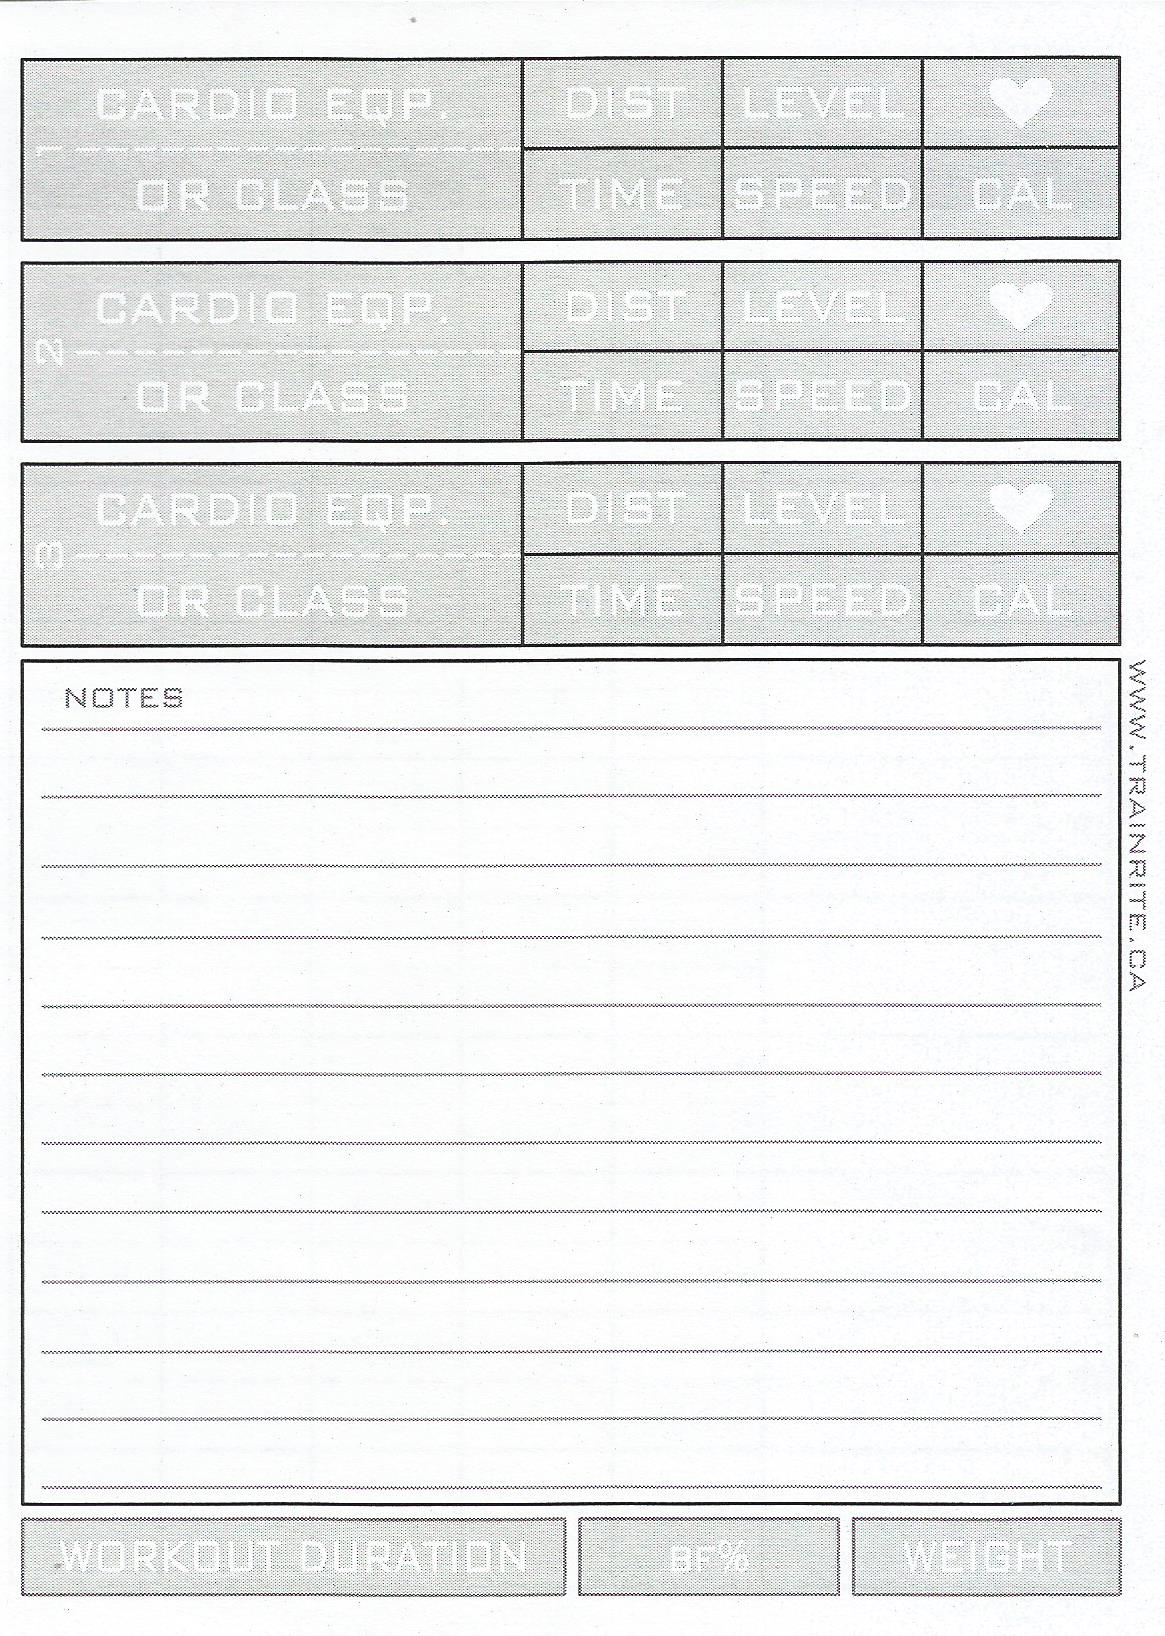 CARDIO EQP. DIST LEVEL
1
OR CLASS TIME SPEED CAL
CARDIO EQP. DIST LEVEL
2
OR CLASS TIME SPEED CAL
CARDIO EQP. DIST LEVEL
3
OR CLASS TIME SPEED CAL
NOTES
WWW.TRAINRITE.CA
WORKOUT DURATION BF% WEIGHT